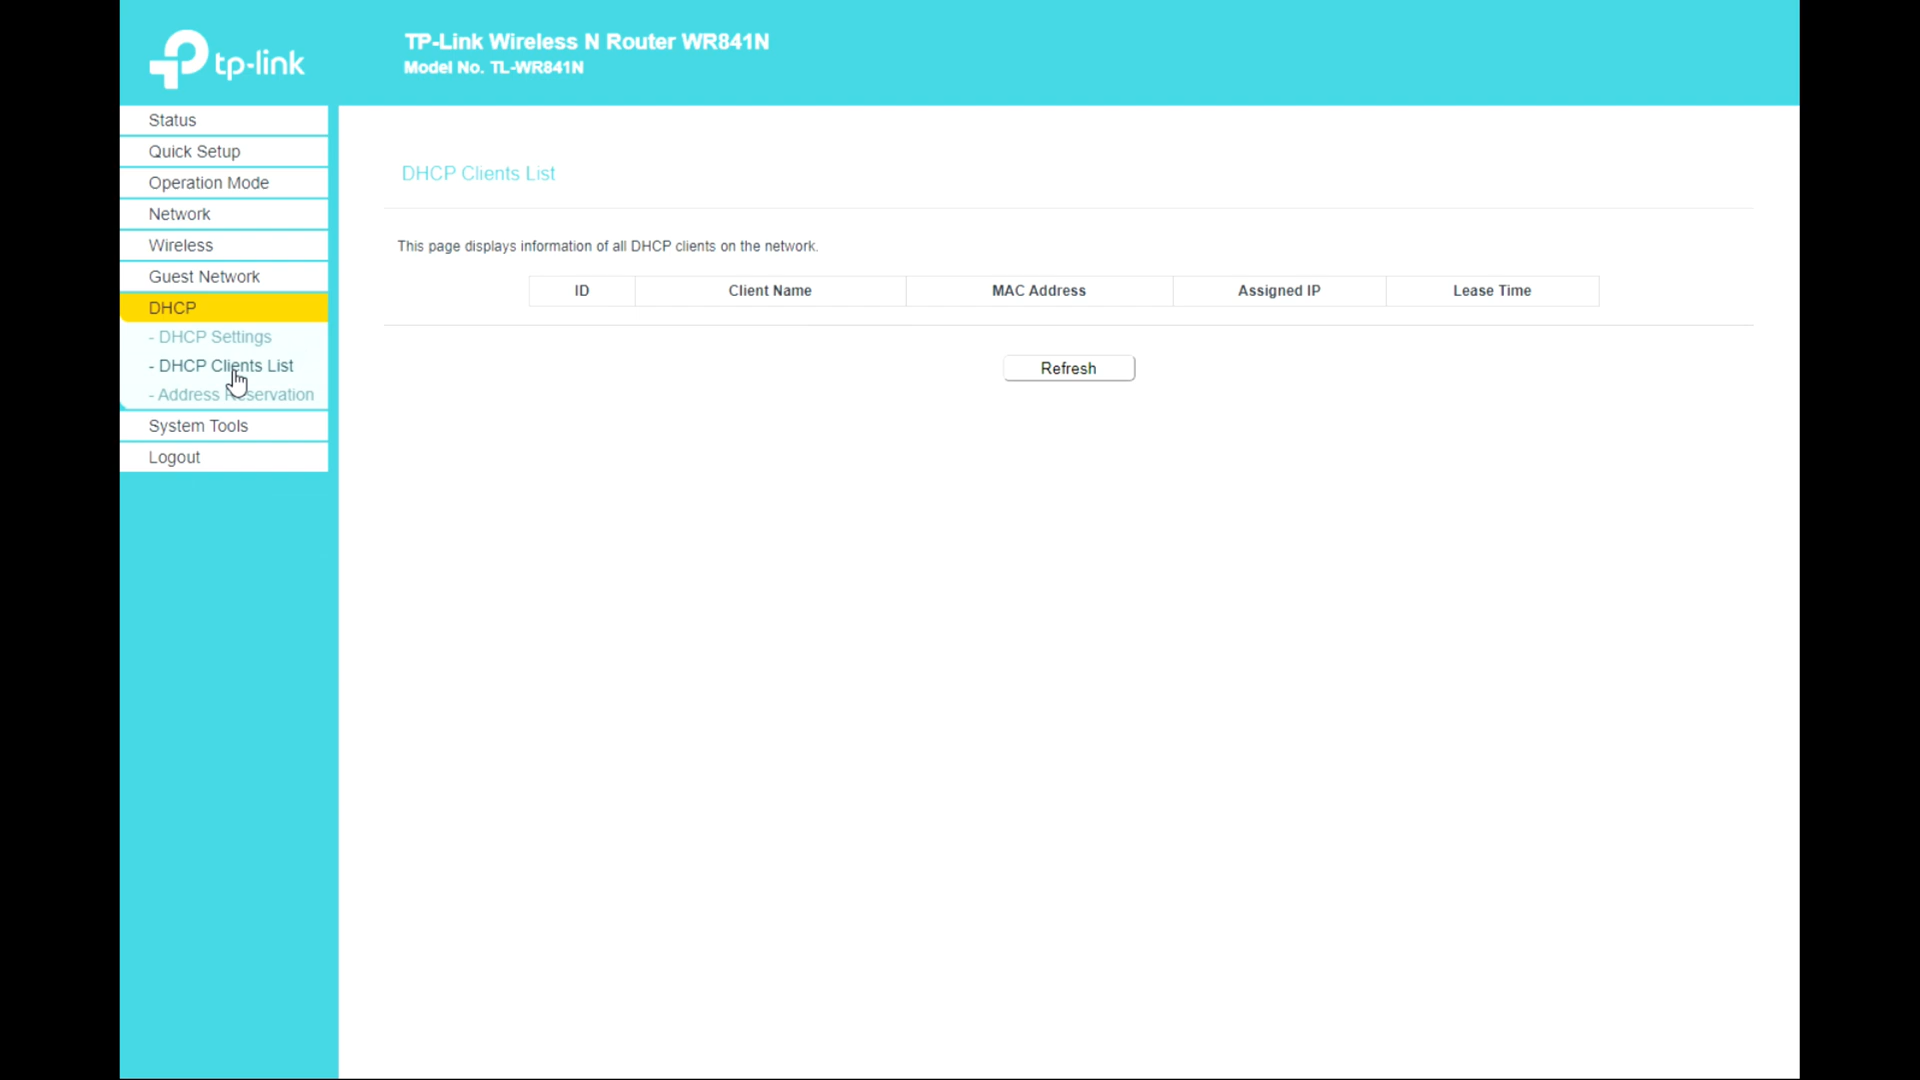 tp-link
TP-Link Wireless N Router WR841N
Model No. TL-WR841N
Status
Quick Setup
Operation Mode
Network
Wireless
Guest Network
DHCP
- DHCP Settings
- DHCP Clients List
- Address Reservation
System Tools
Logout
DHCP Clients List
This page displays information of all DHCP clients on the network.
ID Client Name MAC Address Assigned IP Lease Time
Refresh